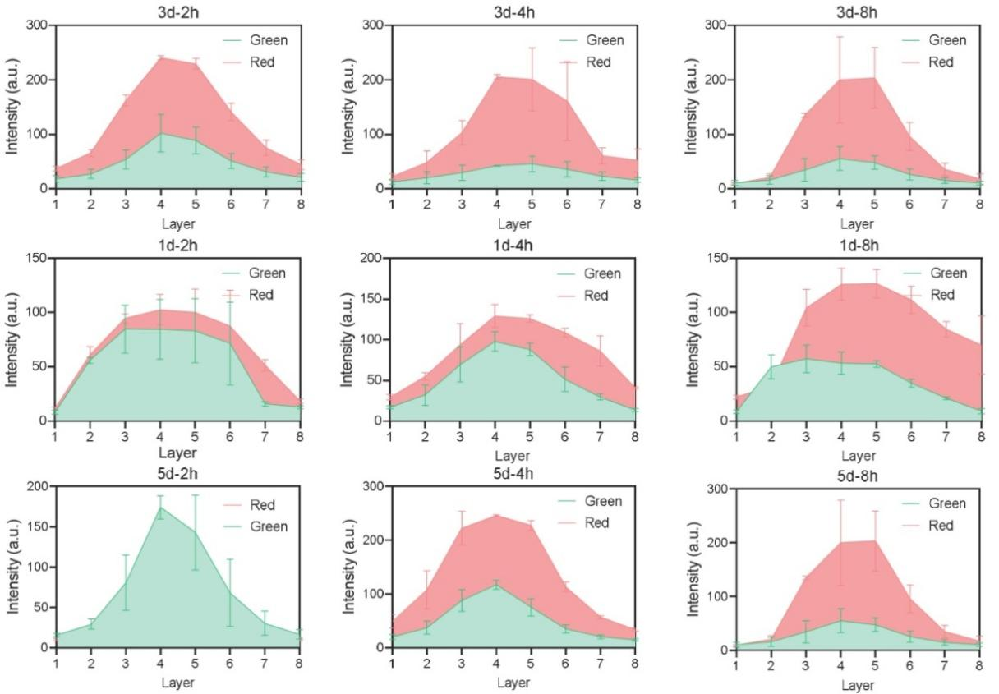 3d-2h
300
200
100
0
Intensity (a.u.)
Green
Red
1 2 3 4 5 6 7 8
Layer
3d-4h
300
200
100
0
Intensity (a.u.)
Green
Red
1 2 3 4 5 6 7 8
Layer
3d-8h
300
200
100
0
Intensity (a.u.)
Green
Red
1 2 3 4 5 6 7 8
Layer
1d-2h
150
100
50
0
Intensity (a.u.)
Green
Red
1 2 3 4 5 6 7 8
Layer
1d-4h
200
150
100
50
0
Intensity (a.u.)
Green
Red
1 2 3 4 5 6 7 8
Layer
1d-8h
150
100
50
0
Intensity (a.u.)
Green
Red
1 2 3 4 5 6 7 8
Layer
5d-2h
200
150
100
50
0
Intensity (a.u.)
Red
Green
1 2 3 4 5 6 7 8
Layer
5d-4h
300
200
100
0
Intensity (a.u.)
Green
Red
1 2 3 4 5 6 7 8
Layer
5d-8h
300
200
100
0
Intensity (a.u.)
Green
Red
1 2 3 4 5 6 7 8
Layer